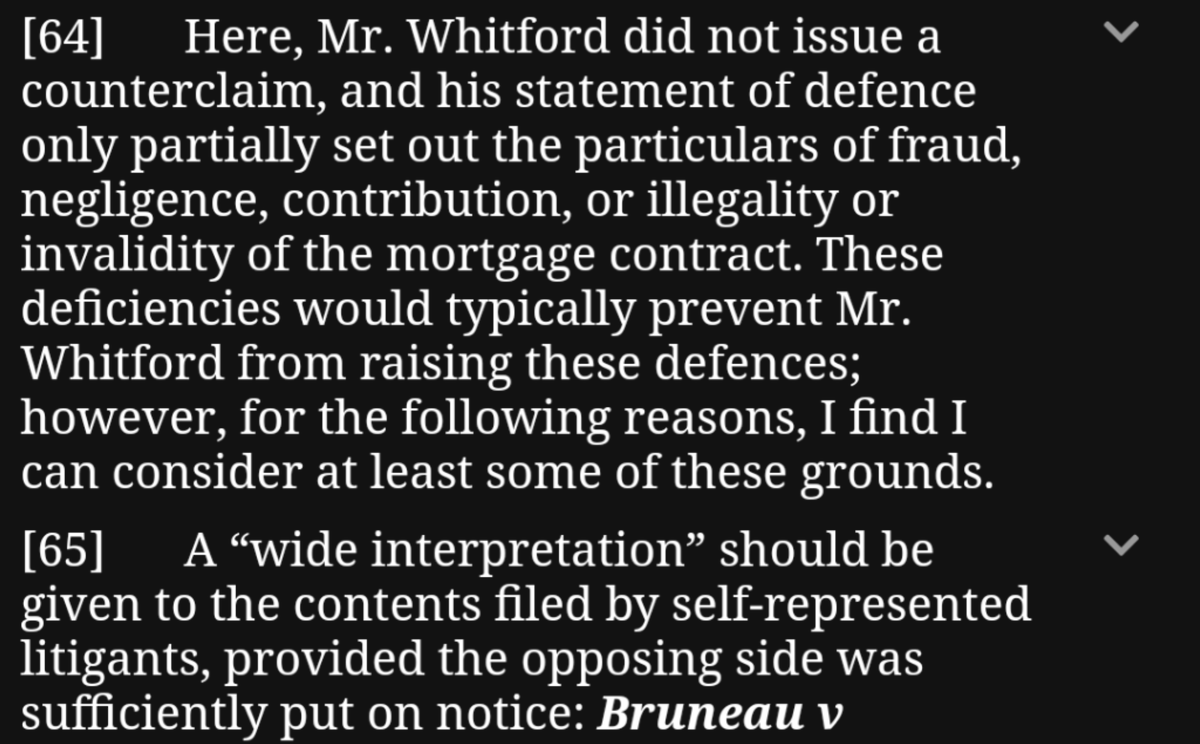 [64] Here, Mr. Whitford did not issue a
counterclaim, and his statement of defence
only partially set out the particulars of fraud,
negligence, contribution, or illegality or
invalidity of the mortgage contract. These
deficiencies would typically prevent Mr.
Whitford from raising these defences;
however, for the following reasons, I find I
can consider at least some of these grounds.
[65] A “wide interpretation” should be
given to the contents filed by self-represented
litigants, provided the opposing side was
sufficiently put on notice: Bruneau v